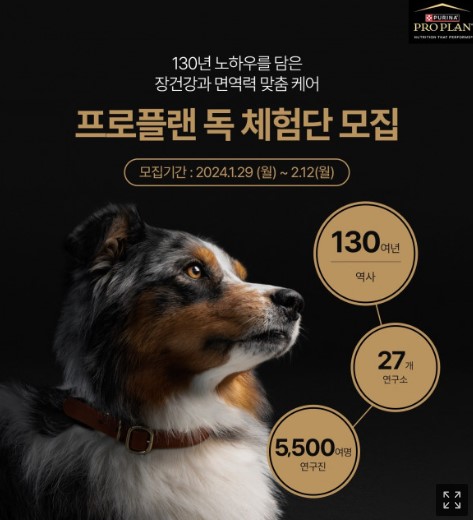 PURINA
PRO PLAN
130년 노하우를 담은
장건강과 면역력 맞춤 케어
프로플랜 독 체험단 모집
모집기간 : 2024.1.29 (월) ~ 2.12(월)
130여년
역사
27개
연구소
5,500여명
연구진